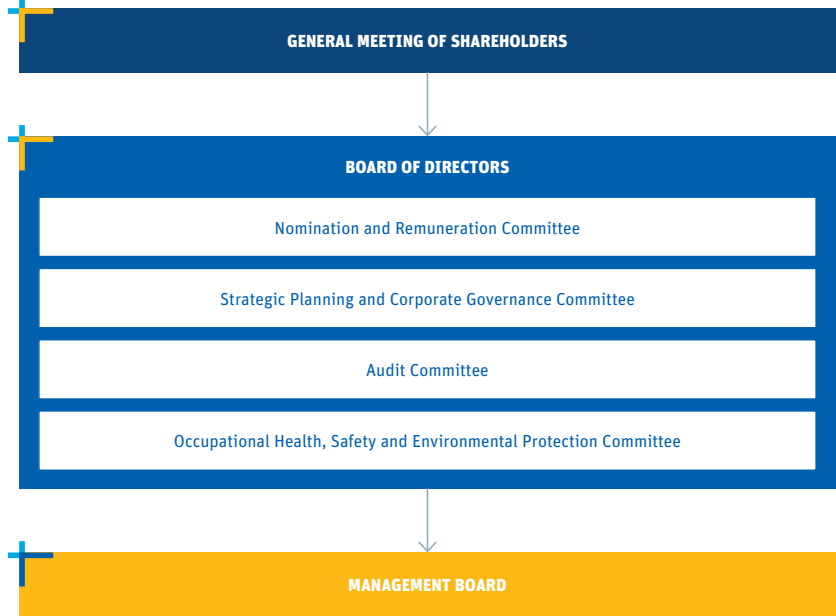 GENERAL MEETING OF SHAREHOLDERS
BOARD OF DIRECTORS
Nomination and Remuneration Committee
Strategic Planning and Corporate Governance Committee
Audit Committee
Occupational Health, Safety and Environmental Protection Committee
MANAGEMENT BOARD